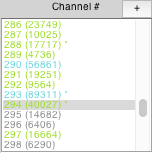 Channel # +
286 (23749)
287 (10025)
288 (17717) *
289 (4736)
290 (56861)
291 (19251)
292 (9564)
293 (89311) *
294 (40027) *
295 (14682)
296 (6406)
297 (16664)
298 (6290)